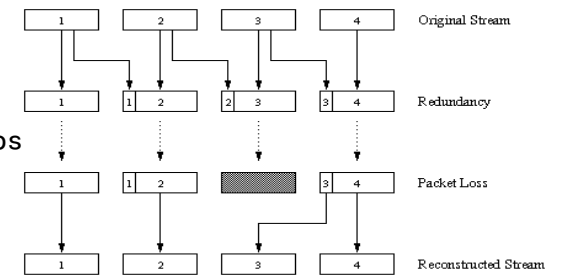 1 2 3 4 Original Stream
1 1 2 2 3 3 4 Redundancy
os
1 1 2 3 4 Packet Loss
1 2 3 4 Reconstructed Stream